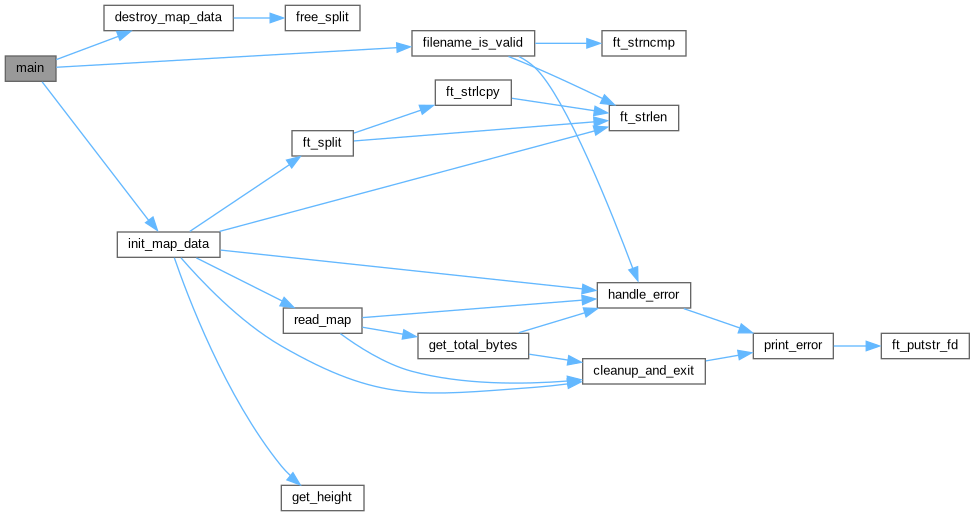 destroy_map_data
free_split
filename_is_valid
ft_strncmp
main
ft_strlcpy
ft_strlen
ft_split
init_map_data
handle_error
read_map
get_total_bytes
print_error
ft_putstr_fd
cleanup_and_exit
get_height